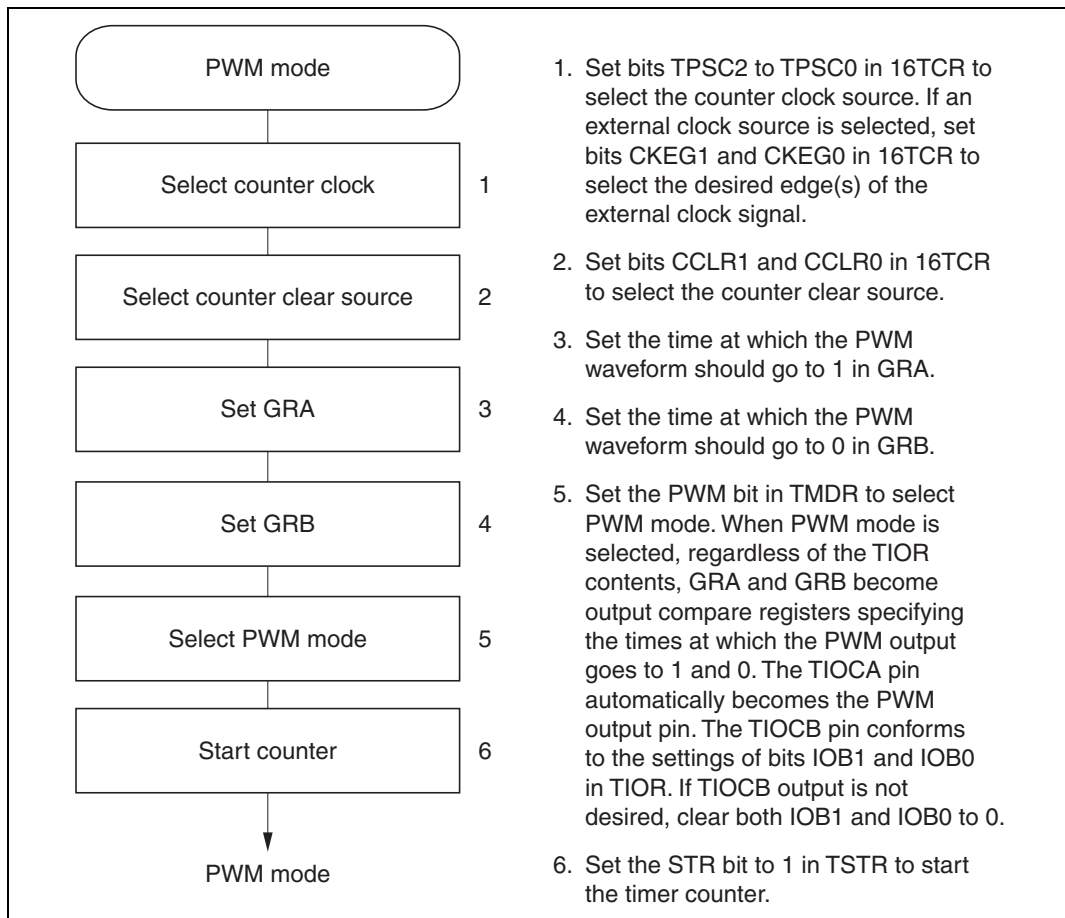 PWM mode
Select counter clock 1
Select counter clear source 2
Set GRA 3
Set GRB 4
Select PWM mode 5
Start counter 6
PWM mode
1. Set bits TPSC2 to TPSC0 in 16TCR to
select the counter clock source. If an
external clock source is selected, set
bits CKEG1 and CKEG0 in 16TCR to
select the desired edge(s) of the
external clock signal.
2. Set bits CCLR1 and CCLR0 in 16TCR
to select the counter clear source.
3. Set the time at which the PWM
waveform should go to 1 in GRA.
4. Set the time at which the PWM
waveform should go to 0 in GRB.
5. Set the PWM bit in TMDR to select
PWM mode. When PWM mode is
selected, regardless of the TIOR
contents, GRA and GRB become
output compare registers specifying
the times at which the PWM output
goes to 1 and 0. The TIOCA pin
automatically becomes the PWM
output pin. The TIOCB pin conforms
to the settings of bits IOB1 and IOB0
in TIOR. If TIOCB output is not
desired, clear both IOB1 and IOB0 to 0.
6. Set the STR bit to 1 in TSTR to start
the timer counter.